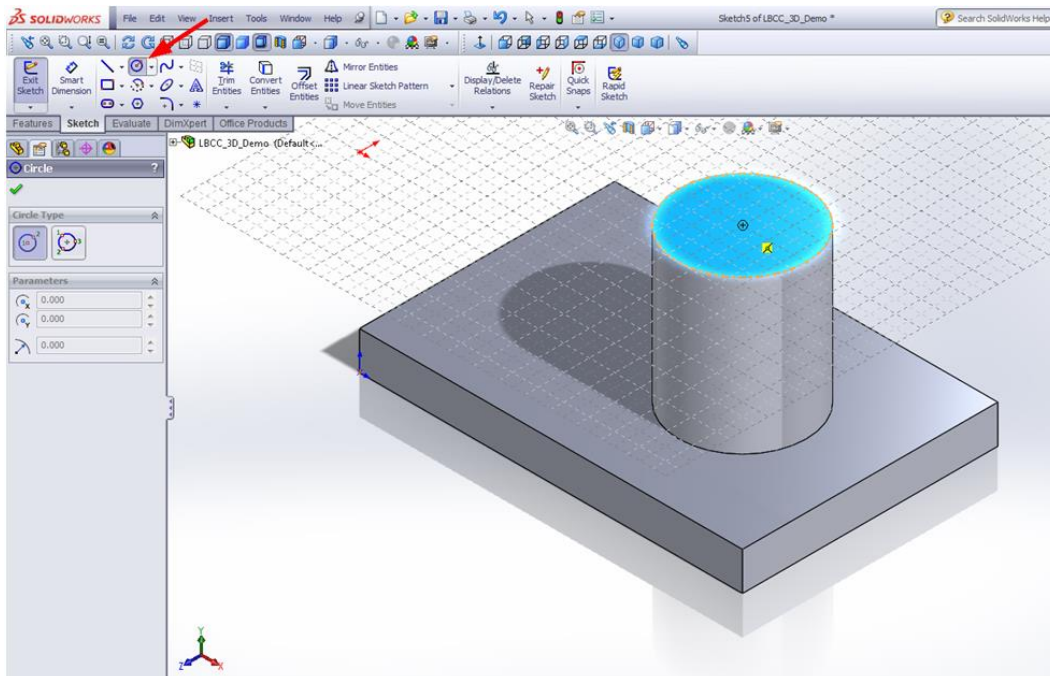 SOLIDWORKS File Edit View Insert Tools Window Help Sketch5 of LBCC_3D_Demo * Search SolidWorks Help
Exit Sketch
Smart Dimension
Trim Entities
Convert Entities
Offset Entities
Mirror Entities
Linear Sketch Pattern
Move Entities
Display/Delete Relations
Repair Sketch
Quick Snaps
Rapid Sketch
Features Sketch Evaluate DimXpert Office Products
LBCC_3D_Demo (Default<...
Circle ?
Circle Type
Parameters
0.000
0.000
0.000
Y
Z X